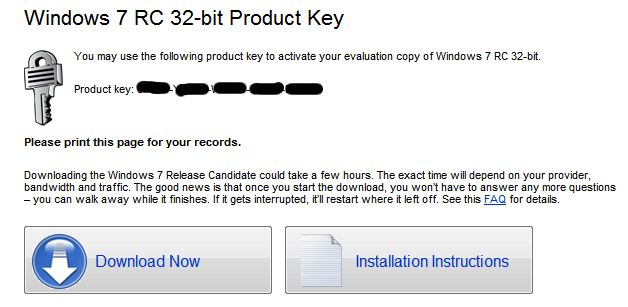 Windows 7 RC 32-bit Product Key
You may use the following product key to activate your evaluation copy of Windows 7 RC 32-bit.
Product key:
Please print this page for your records.
Downloading the Windows 7 Release Candidate could take a few hours. The exact time will depend on your provider,
bandwidth and traffic. The good news is that once you start the download, you won't have to answer any more questions
– you can walk away while it finishes. If it gets interrupted, it'll restart where it left off. See this FAQ for details.
Download Now
Installation Instructions